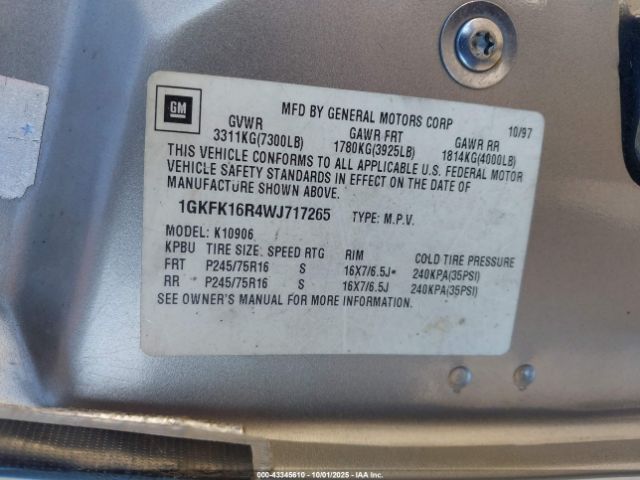 GM
MFD BY GENERAL MOTORS CORP 10/97
GVWR GAWR FRT GAWR RR
3311KG(7300LB) 1780KG(3925LB) 1814KG(4000LB)
THIS VEHICLE CONFORMS TO ALL APPLICABLE U.S. FEDERAL MOTOR
VEHICLE SAFETY STANDARDS IN EFFECT ON THE DATE OF
MANUFACTURE SHOWN ABOVE.
1GKFK16R4WJ717265 TYPE: M.P.V.
MODEL: K10906
KPBU TIRE SIZE: SPEED RTG RIM COLD TIRE PRESSURE
FRT P245/75R16 S 16X7/6.5J 240KPA(35PSI)
RR P245/75R16 S 16X7/6.5J 240KPA(35PSI)
SEE OWNER'S MANUAL FOR MORE INFORMATION.
000-43345610 - 10/01/2025 - IAA Inc.